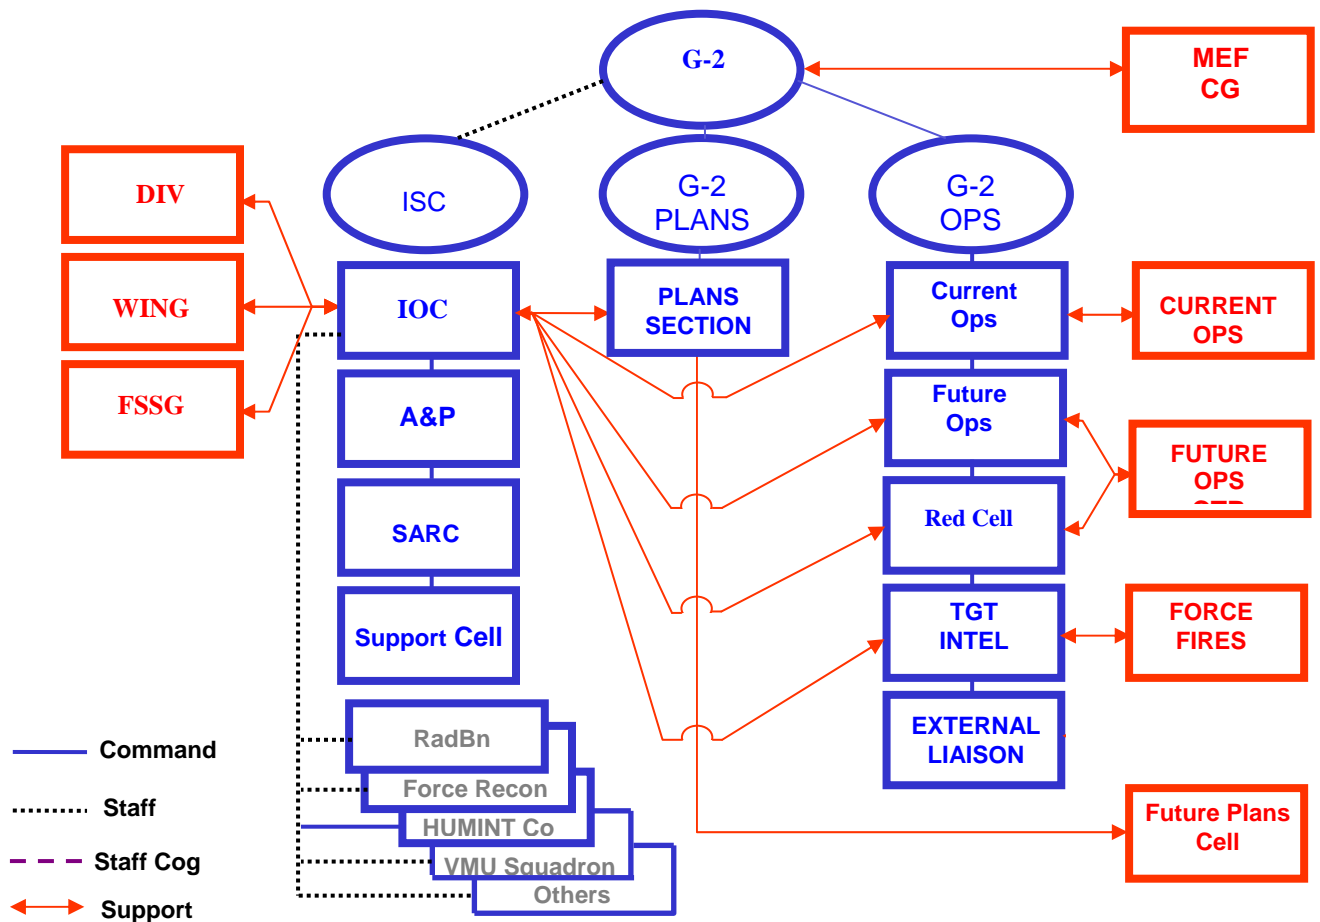 G-2
MEF
CG
DIV
ISC
G-2
PLANS
G-2
OPS
WING
IOC
PLANS
SECTION
Current
Ops
CURRENT
OPS
FSSG
A&P
Future
Ops
FUTURE
OPS
SARC
Red Cell
Support Cell
TGT
INTEL
FORCE
FIRES
RadBn
EXTERNAL
LIAISON
Force Recon
HUMINT Co
VMU Squadron
Others
Future Plans
Cell
Command
Staff
Staff Cog
Support